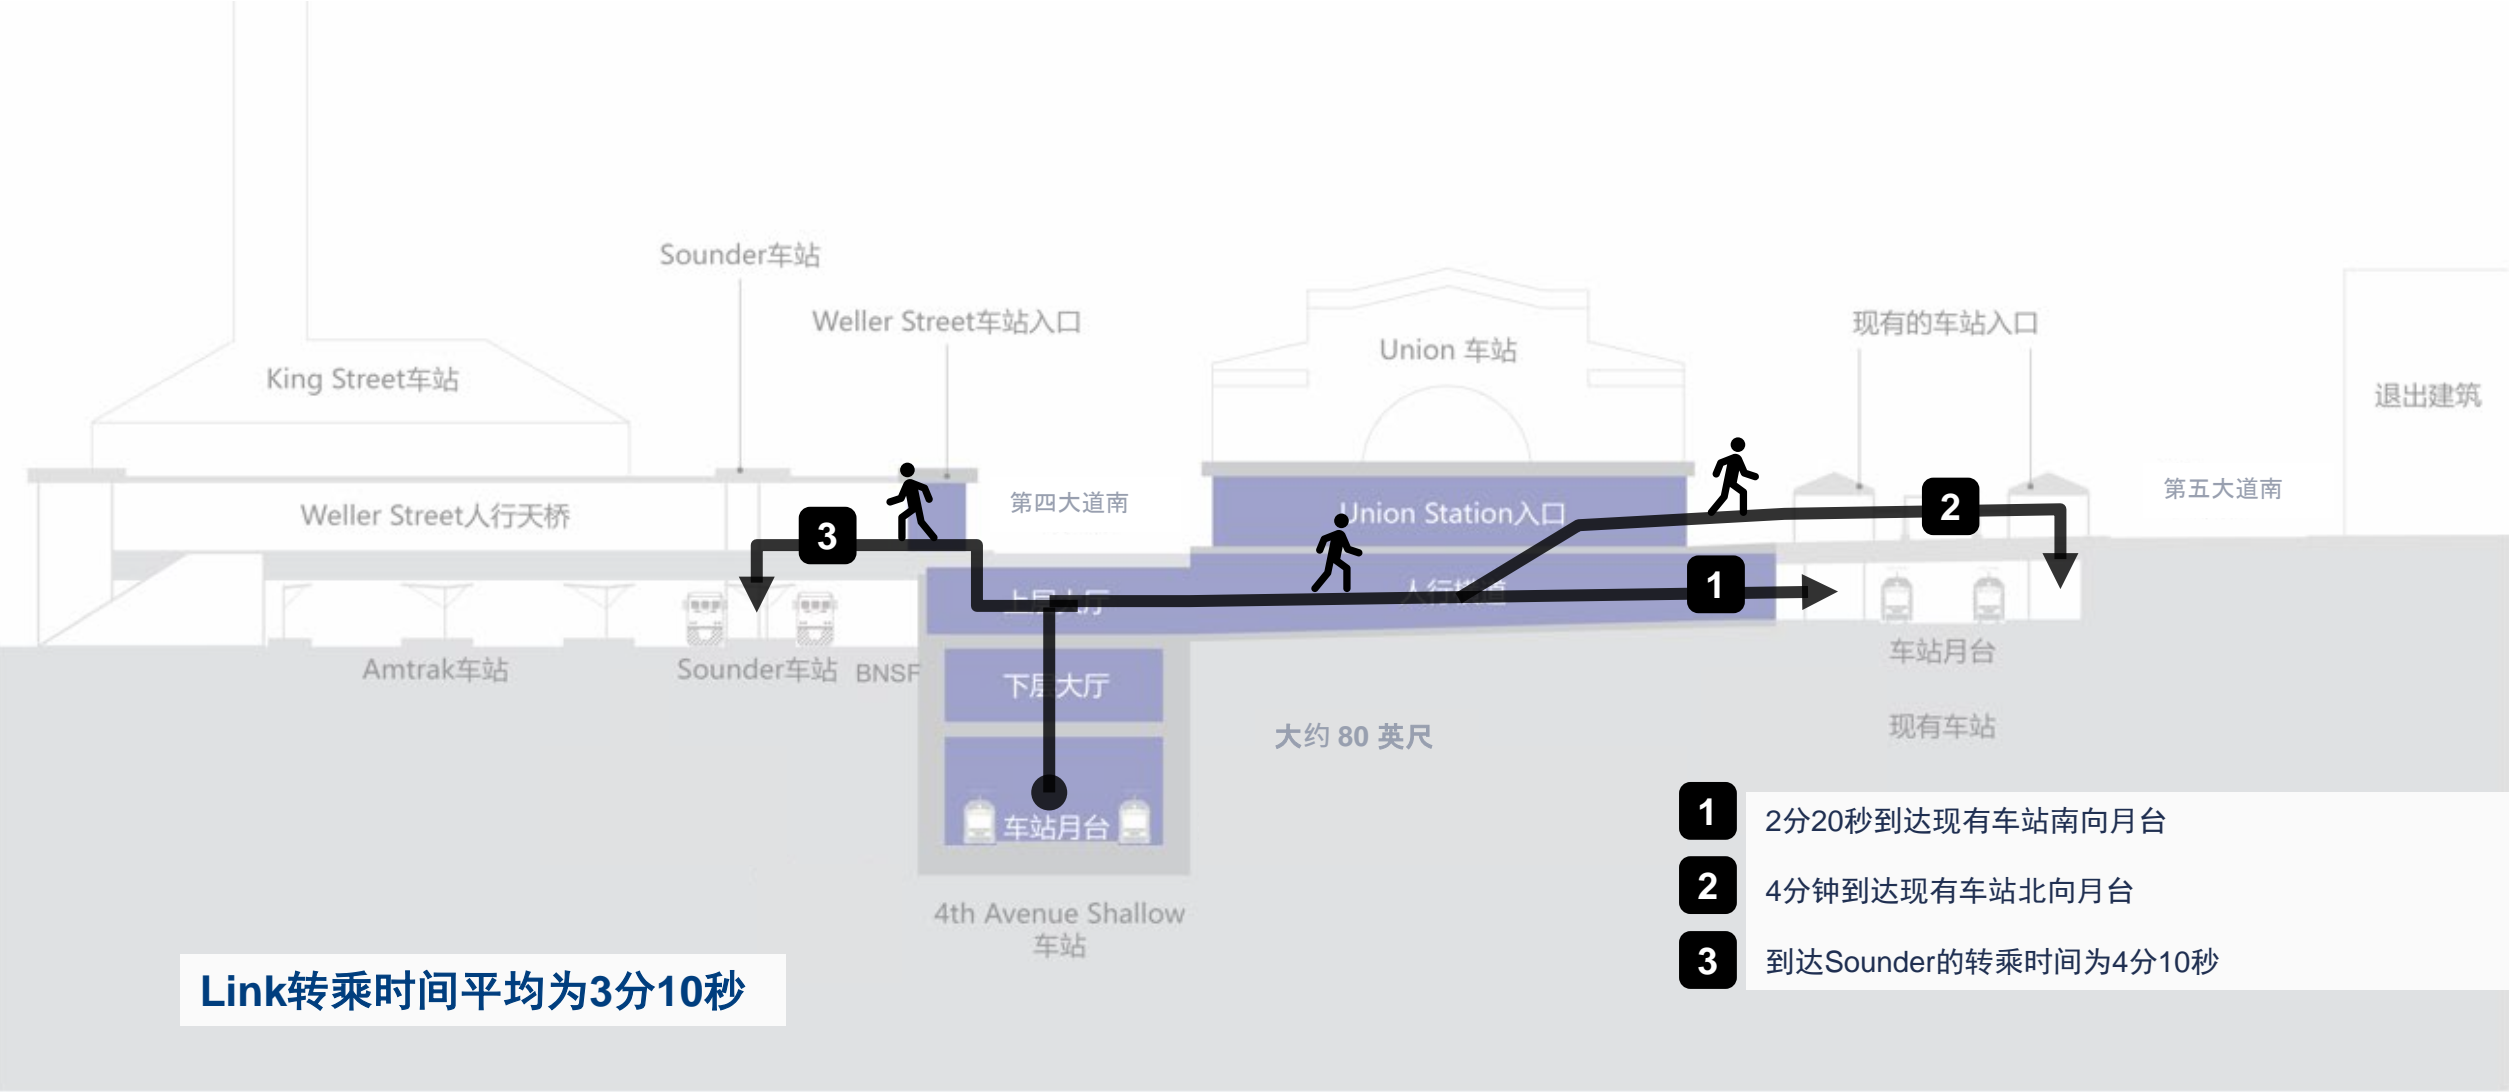 Sounder车站
Weller Street车站入口
现有的车站入口
Union 车站
King Street车站
退出建筑
第四大道南
第五大道南
Weller Street人行天桥
Union Station入口
3
2
1
上层大厅
人行横道
Amtrak车站
Sounder车站
BNSF
下层大厅
车站月台
现有车站
大约 80 英尺
车站月台
4th Avenue Shallow
车站
1 2分20秒到达现有车站南向月台
2 4分钟到达现有车站北向月台
3 到达Sounder的转乘时间为4分10秒
Link转乘时间平均为3分10秒